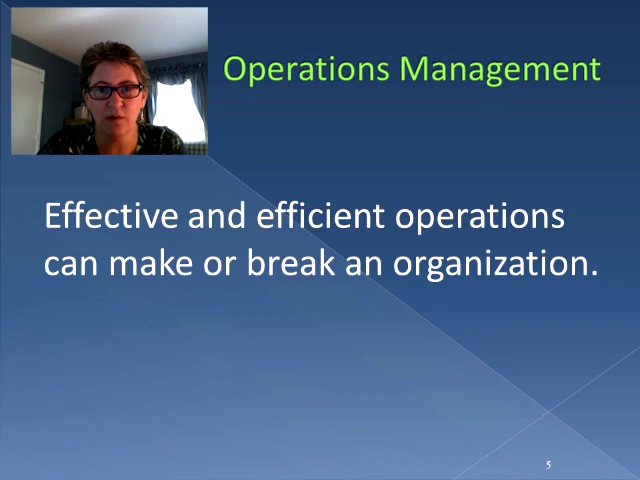 Operations Management
Effective and efficient operations
can make or break an organization.
5